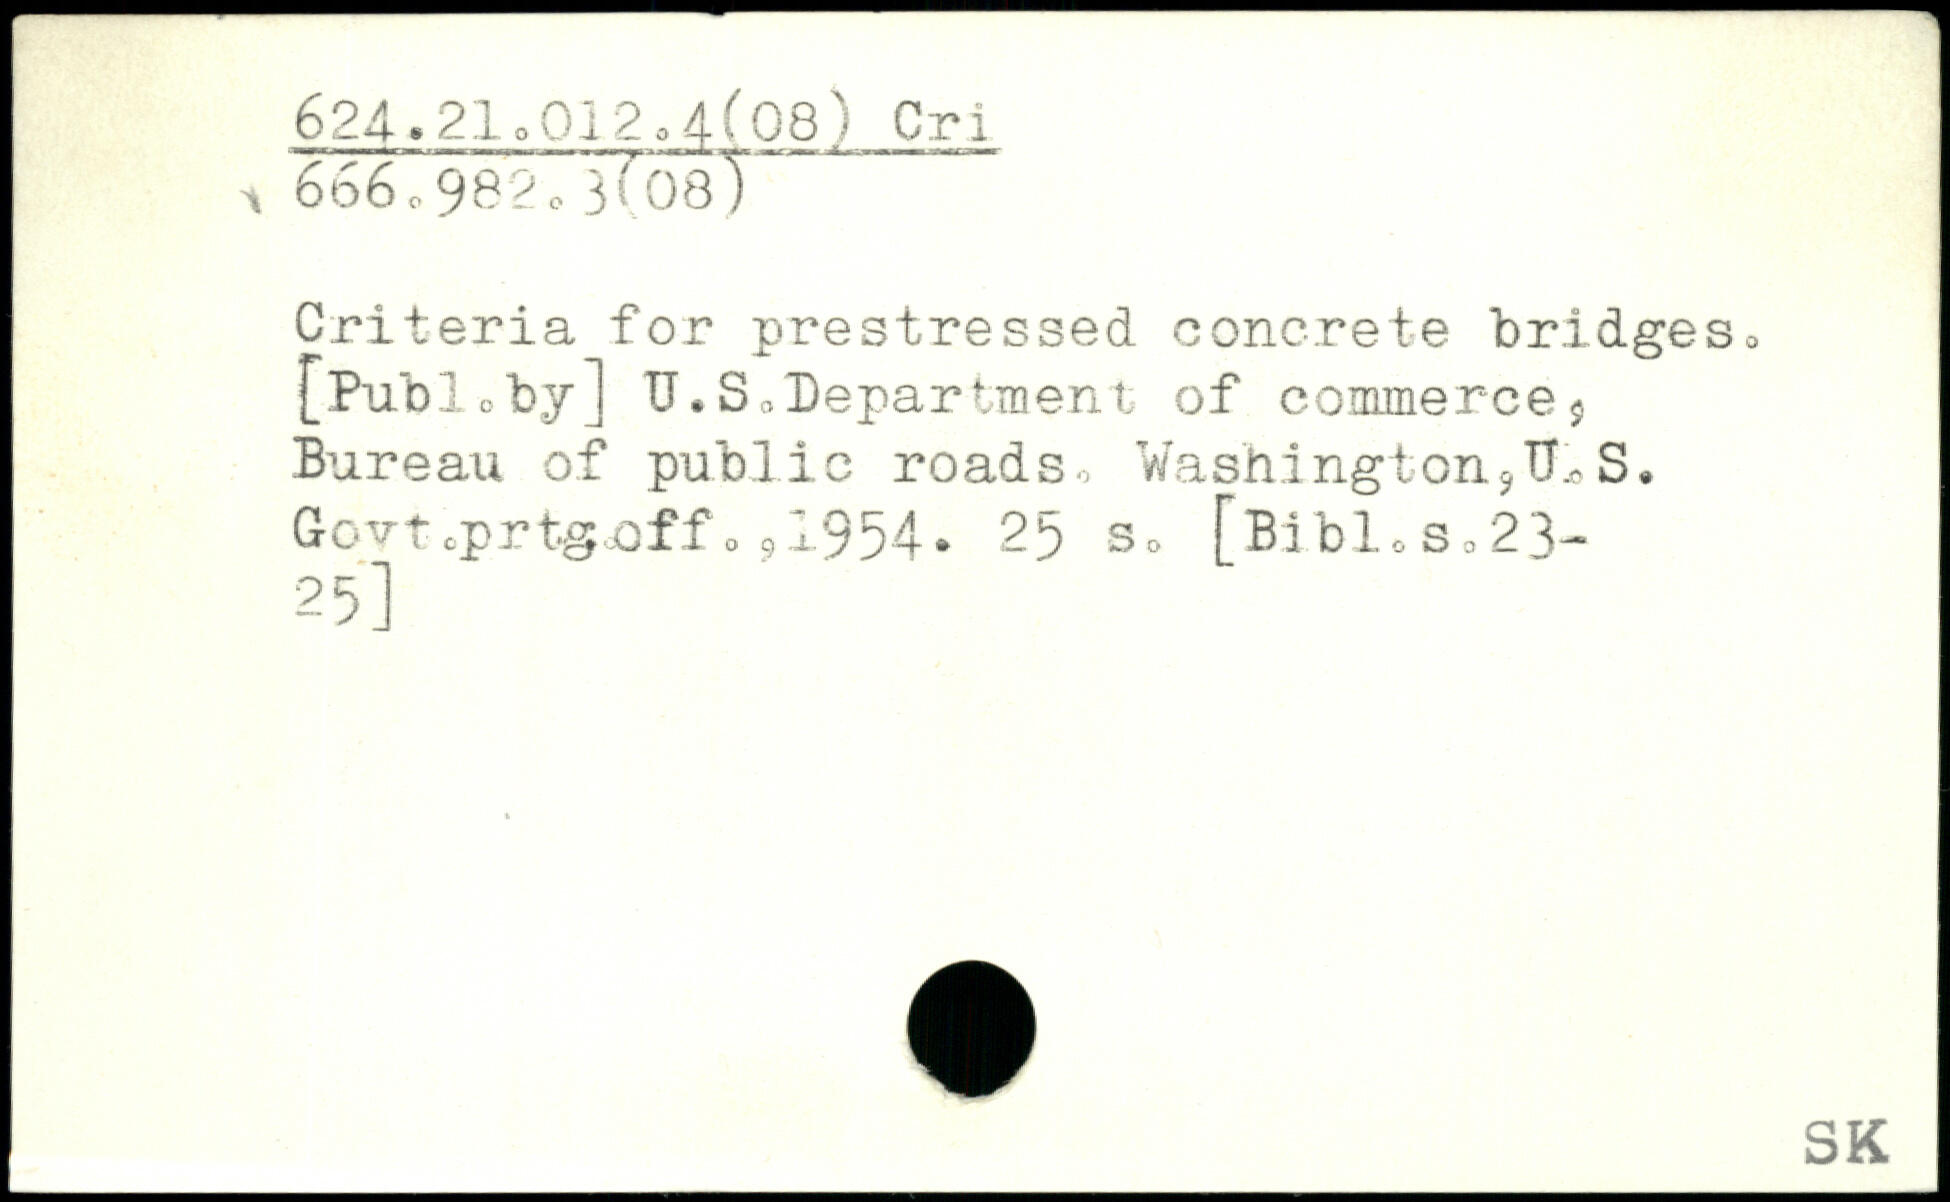 624.21.012.4(08) Cri
666.982.3(08)
Criteria for prestressed concrete bridges.
[Publ.by] U.S.Department of commerce,
Bureau of public roads. Washington,U.S.
Govt.prtg.off.,1954. 25 s. [Bibl.s.23-
25]
SK